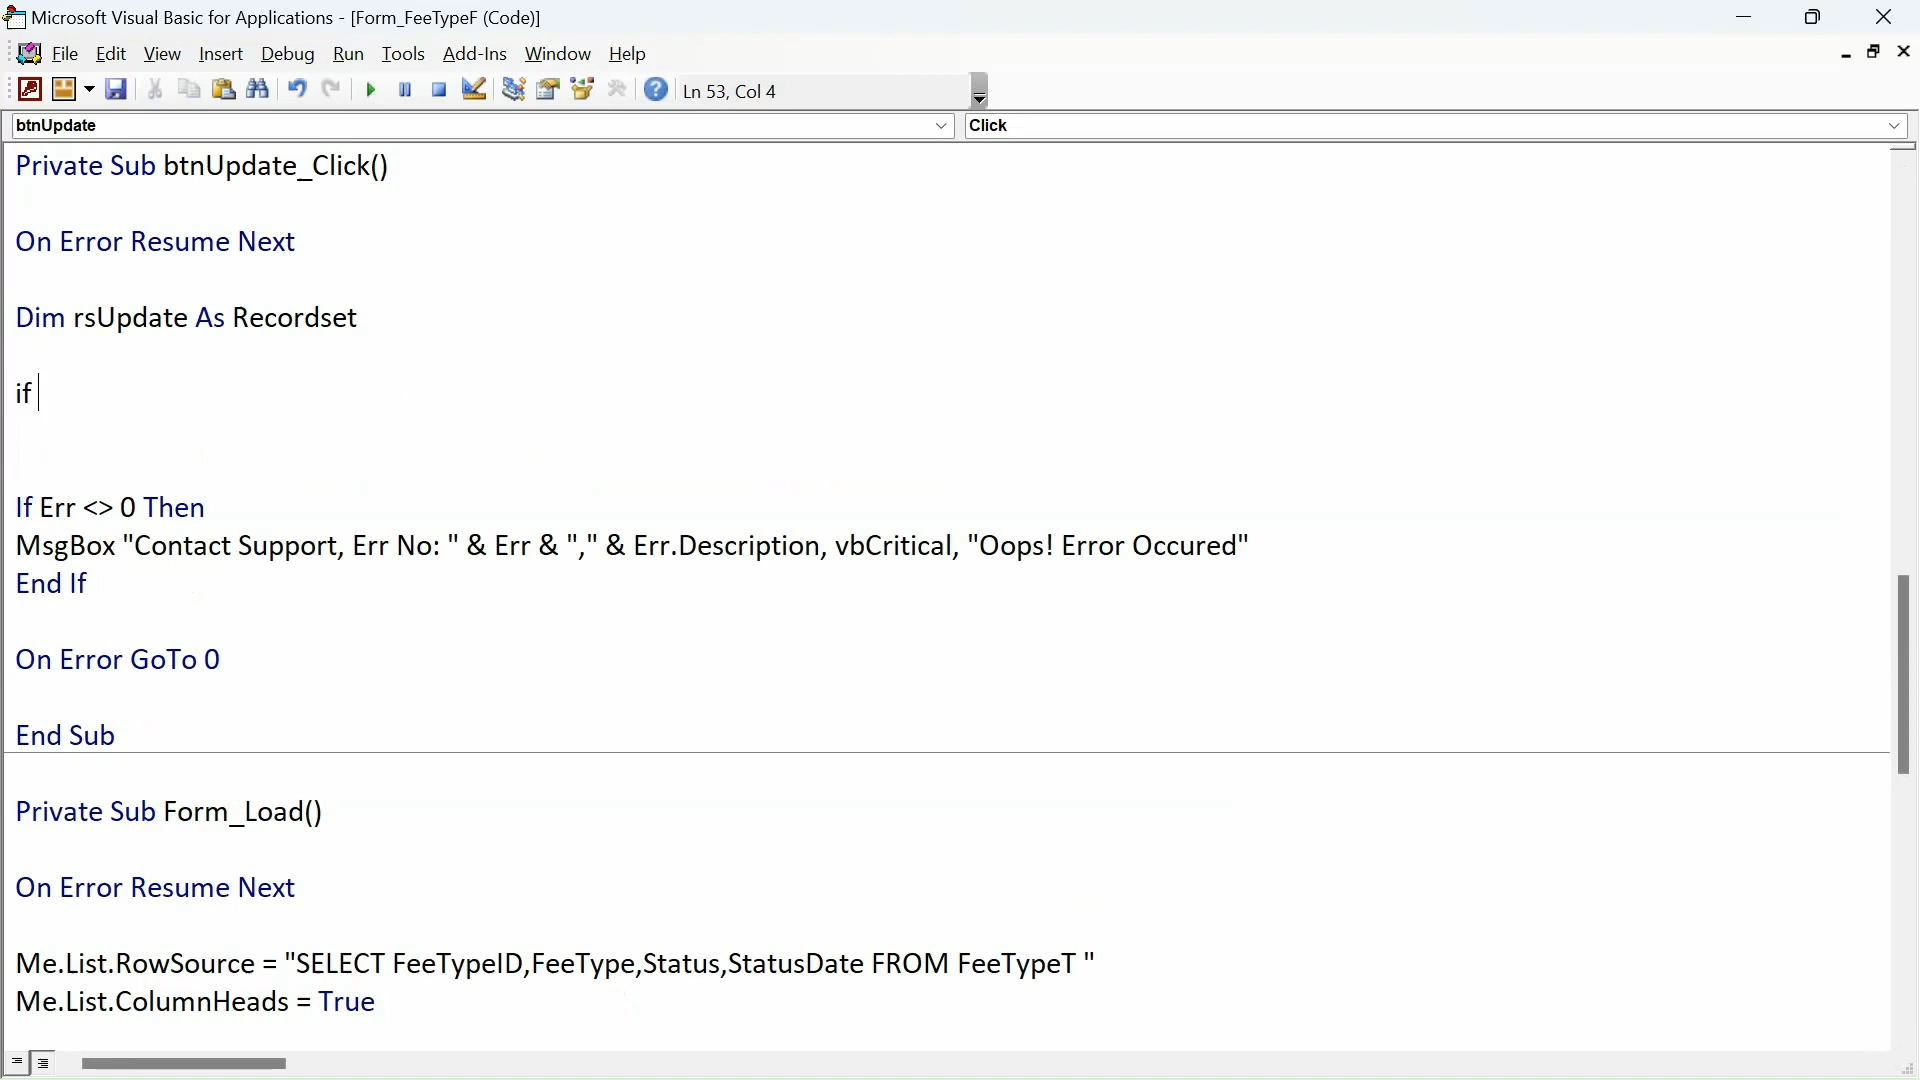 Microsoft Visual Basic for Applications - [Form_FeeTypeF (Code)]
File Edit View Insert Debug Run Tools Add-Ins Window Help
Ln 53, Col 4
btnUpdate Click
Private Sub btnUpdate_Click()
On Error Resume Next
Dim rsUpdate As Recordset
if
If Err <> 0 Then
MsgBox "Contact Support, Err No: " & Err & "," & Err.Description, vbCritical, "Oops! Error Occured"
End If
On Error GoTo 0
End Sub
Private Sub Form_Load()
On Error Resume Next
Me.List.RowSource = "SELECT FeeTypeID,FeeType,Status,StatusDate FROM FeeTypeT "
Me.List.ColumnHeads = True